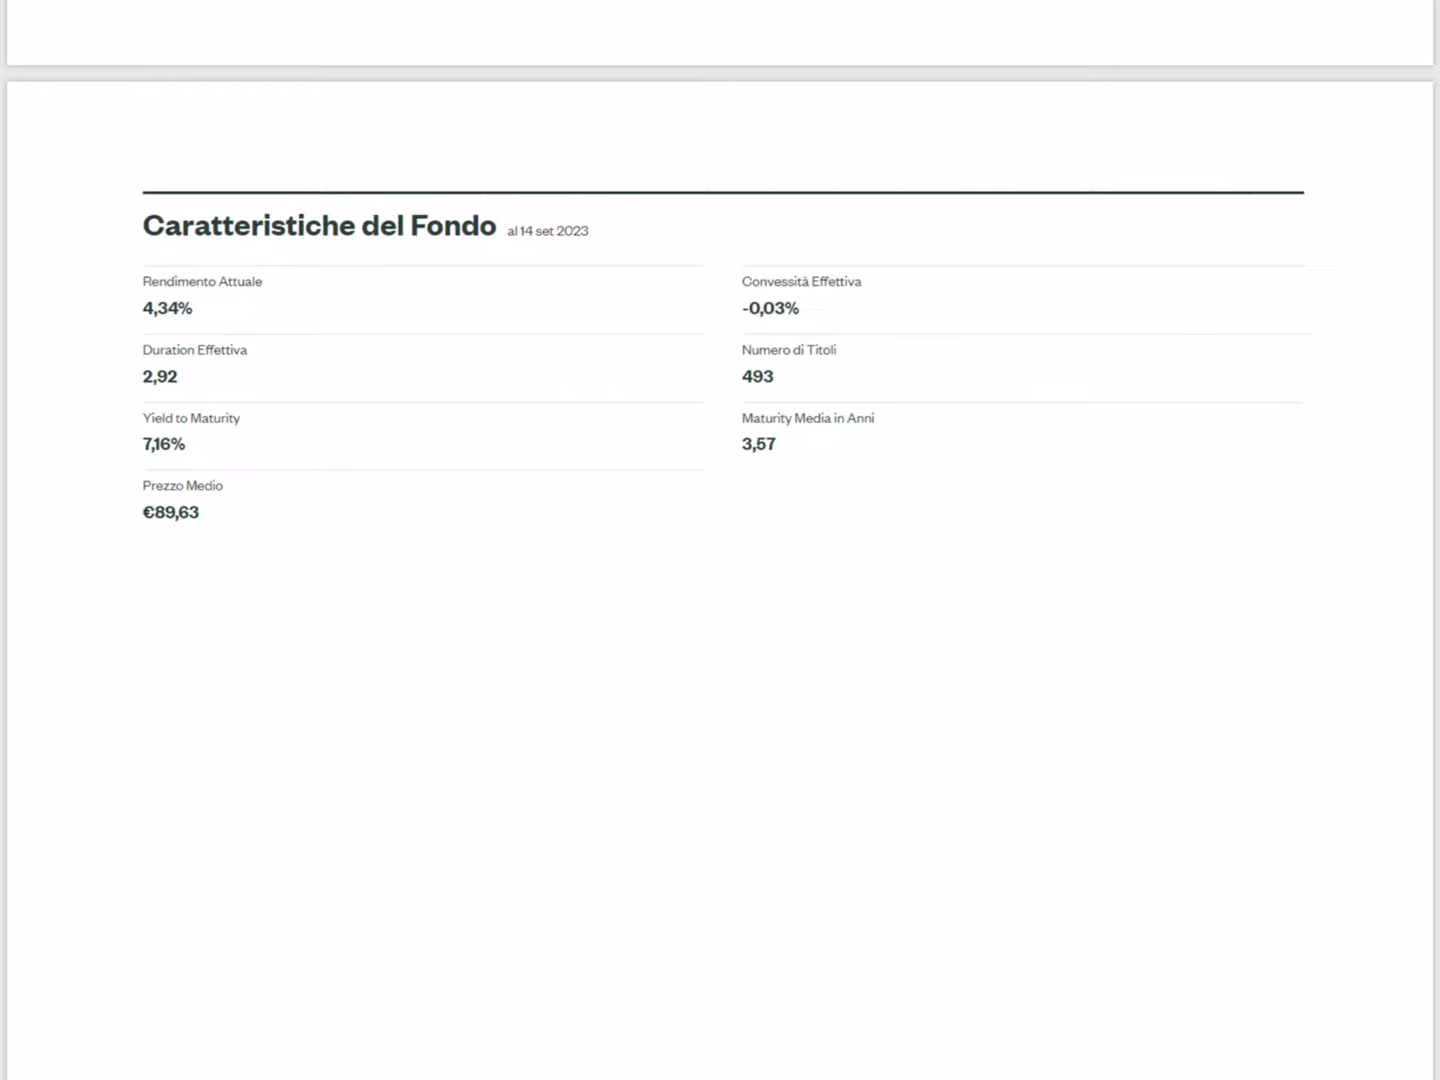 Caratteristiche del Fondo al 14 set 2023
Rendimento Attuale
4,34%
Duration Effettiva
2,92
Yield to Maturity
7,16%
Prezzo Medio
€89,63
Convessità Effettiva
-0,03%
Numero di Titoli
493
Maturity Media in Anni
3,57